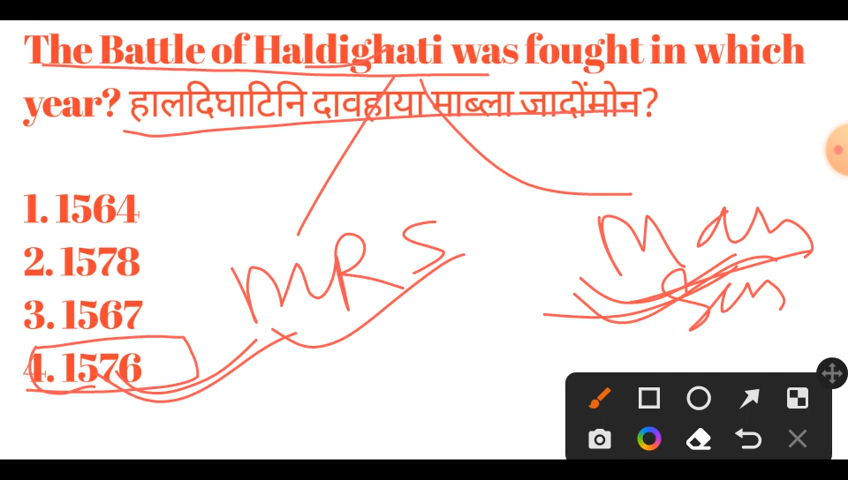 The Battle of Haldighati was fought in which
year? हालदिघाटिनि दावहाया माब्ला जादोंमोन?
1. 1564
2. 1578
3. 1567
4. 1576
MRS
Man